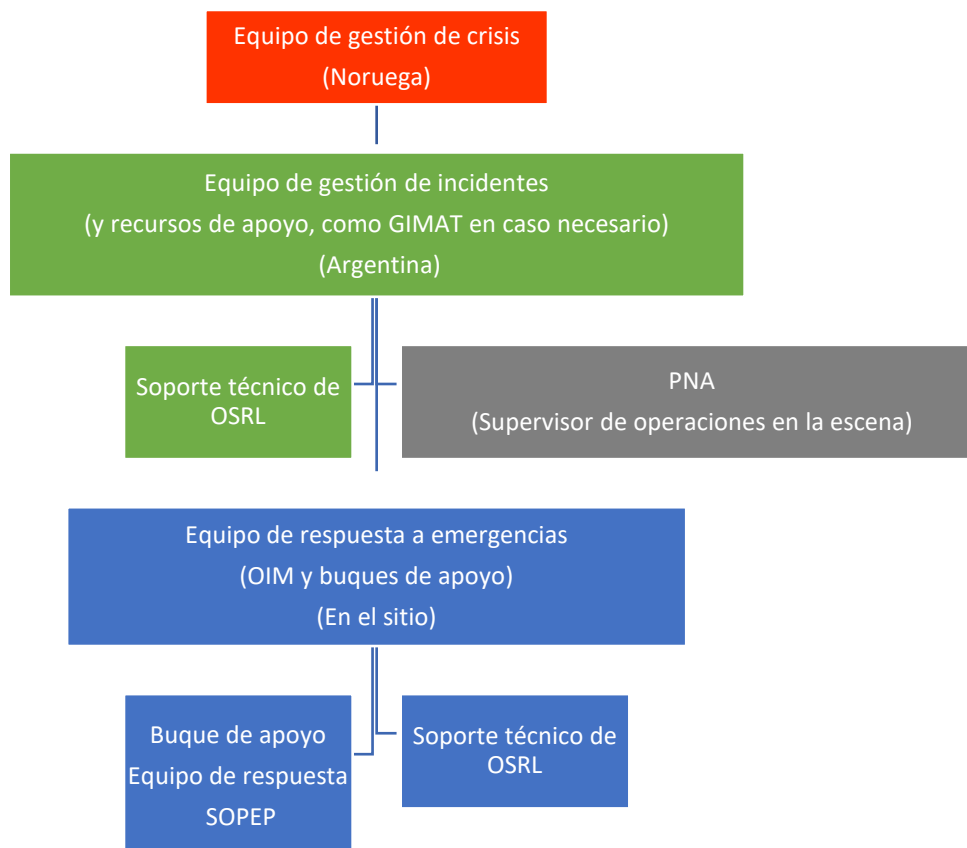 Equipo de gestión de crisis
(Noruega)
Equipo de gestión de incidentes
(y recursos de apoyo, como GIMAT en caso necesario)
(Argentina)
Soporte técnico de
OSRL
PNA
(Supervisor de operaciones en la escena)
Equipo de respuesta a emergencias
(OIM y buques de apoyo)
(En el sitio)
Buque de apoyo
Equipo de respuesta
SOPEP
Soporte técnico de
OSRL